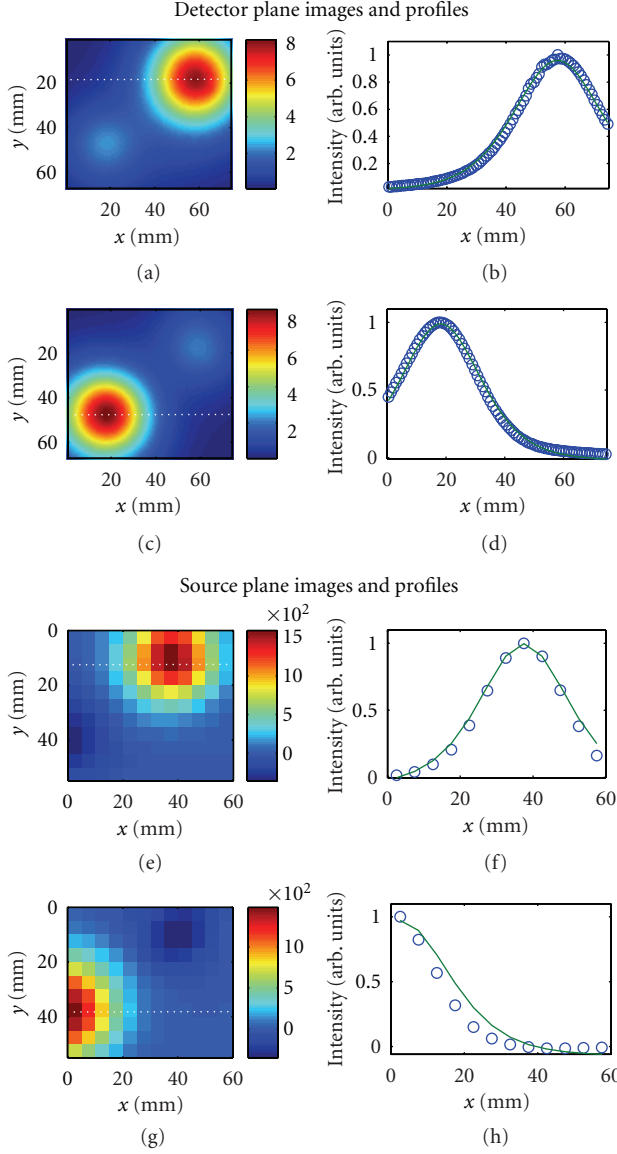 Detector plane images and profiles
8
6
4
2
20
40
60
y (mm)
20 40 60
x (mm)
(a)
1
0.8
0.6
0.4
0.2
Intensity (arb. units)
0 20 40 60
x (mm)
(b)
8
6
4
2
20
40
60
y (mm)
20 40 60
x (mm)
(c)
1
0.5
0
Intensity (arb. units)
0 20 40 60
x (mm)
(d)
Source plane images and profiles
×10²
15
10
5
0
0
20
40
y (mm)
0 20 40 60
x (mm)
(e)
1
0.5
0
Intensity (arb. units)
0 20 40 60
x (mm)
(f)
×10²
10
5
0
0
20
40
y (mm)
0 20 40 60
x (mm)
(g)
1
0.5
0
Intensity (arb. units)
0 20 40 60
x (mm)
(h)